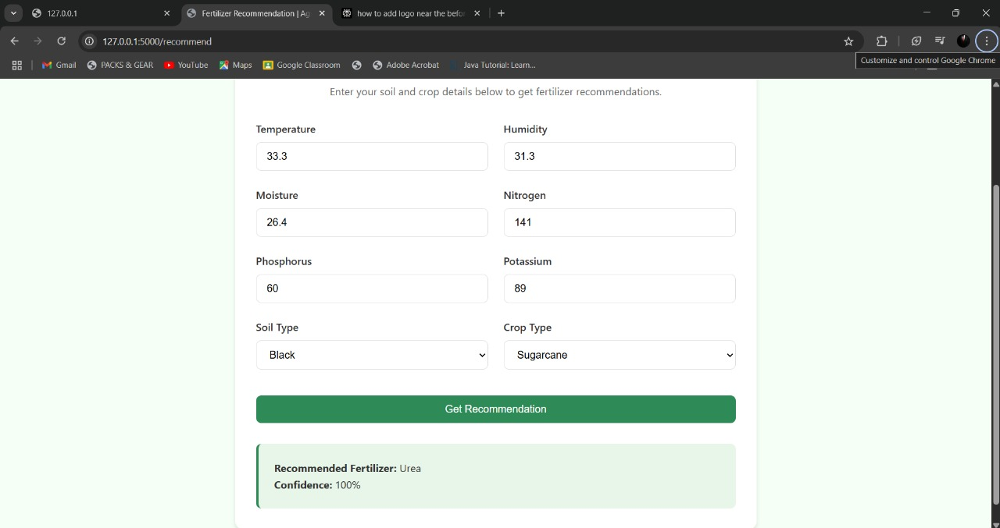 127.0.0.1
Fertilizer Recommendation | Ag
how to add logo near the befor
127.0.0.1:5000/recommend
Customize and control Google Chrome
Gmail
PACKS & GEAR
YouTube
Maps
Google Classroom
Adobe Acrobat
Java Tutorial: Learn...
Enter your soil and crop details below to get fertilizer recommendations.
Temperature
Humidity
33.3
31.3
Moisture
Nitrogen
26.4
141
Phosphorus
Potassium
60
89
Soil Type
Crop Type
Black
Sugarcane
Get Recommendation
Recommended Fertilizer: Urea
Confidence: 100%